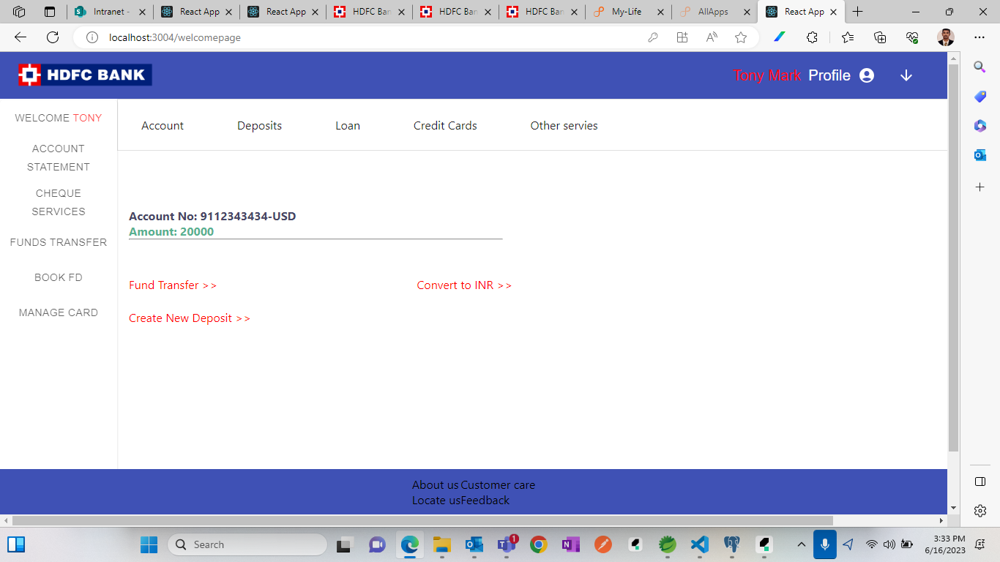 Intranet -
React App
React App
HDFC Ban
HDFC Ban
HDFC Ban
My-Life
AllApps
React App
localhost:3004/welcomepage
HDFC BANK
Tony Mark Profile
WELCOME TONY
Account Deposits Loan Credit Cards Other servies
ACCOUNT
STATEMENT
CHEQUE
SERVICES
FUNDS TRANSFER
BOOK FD
MANAGE CARD
Account No: 9112343434-USD
Amount: 20000
Fund Transfer >> Convert to INR >>
Create New Deposit >>
About us Customer care
Locate usFeedback
Search
1
3:33 PM
6/16/2023